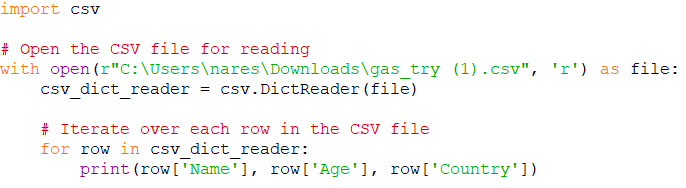 import csv
# Open the CSV file for reading
with open(r"C:\Users\nares\Downloads\gas_try (1).csv", 'r') as file:
    csv_dict_reader = csv.DictReader(file)
    # Iterate over each row in the CSV file
    for row in csv_dict_reader:
        print(row['Name'], row['Age'], row['Country'])